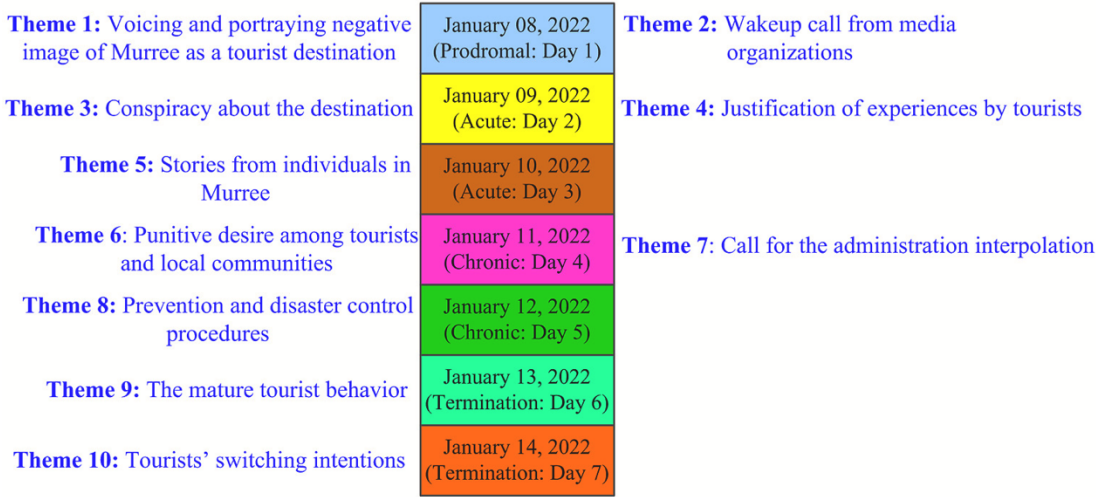 Theme 1: Voicing and portraying negative
image of Murree as a tourist destination
January 08, 2022
(Prodromal: Day 1)
Theme 2: Wakeup call from media
organizations
Theme 3: Conspiracy about the destination
January 09, 2022
(Acute: Day 2)
Theme 4: Justification of experiences by tourists
Theme 5: Stories from individuals in
Murree
January 10, 2022
(Acute: Day 3)
Theme 6: Punitive desire among tourists
and local communities
January 11, 2022
(Chronic: Day 4)
Theme 7: Call for the administration interpolation
Theme 8: Prevention and disaster control
procedures
January 12, 2022
(Chronic: Day 5)
Theme 9: The mature tourist behavior
January 13, 2022
(Termination: Day 6)
Theme 10: Tourists’ switching intentions
January 14, 2022
(Termination: Day 7)